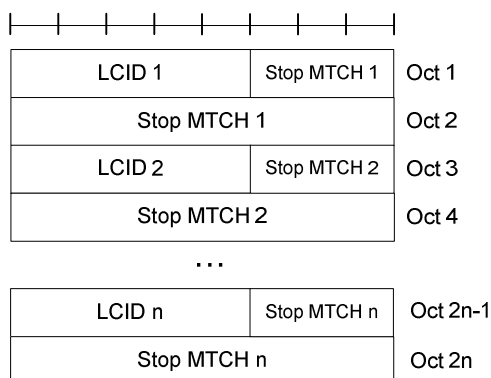 LCID 1 Stop MTCH 1 Oct 1
Stop MTCH 1 Oct 2
LCID 2 Stop MTCH 2 Oct 3
Stop MTCH 2 Oct 4
...
LCID n Stop MTCH n Oct 2n-1
Stop MTCH n Oct 2n